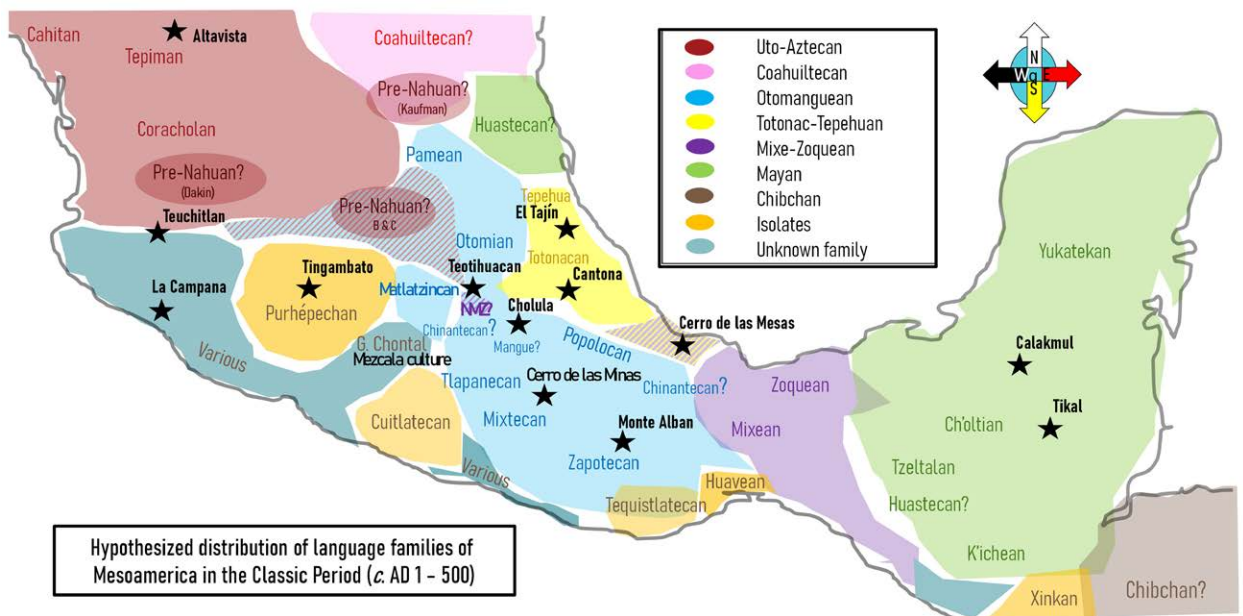 Cahitan
Tepiman
Altavista
Coahuiltecan?
Pre-Nahuan?
(Kaufman)
Huastecan?
Coracholan
Pamean
Pre-Nahuan?
(Dakin)
Pre-Nahuan?
B & C
Teuchitlan
Otomian
Tepehua
El Tajín
Totonacan
Cantona
La Campana
Tingambato
Purhépechan
Matlatzincan
Teotihuacan
NMZ?
Cholula
Chinantecan?
Mangue?
Popolocan
Cerro de las Mesas
Various
G. Chontal
Mezcala culture
Tlapanecan
Cerro de las Minas
Chinantecan?
Cuitlatecan
Mixtecan
Monte Alban
Zapotecan
Various
Tequistlatecan
Huavean
Zoquean
Mixean
Yukatekan
Calakmul
Tikal
Ch'oltian
Tzeltalan
Huastecan?
K'ichean
Xinkan
Chibchan?
Uto-Aztecan
Coahuiltecan
Otomanguean
Totonac-Tepehuan
Mixe-Zoquean
Mayan
Chibchan
Isolates
Unknown family
N
W
E
S
Hypothesized distribution of language families of
Mesoamerica in the Classic Period (c. AD 1 – 500)